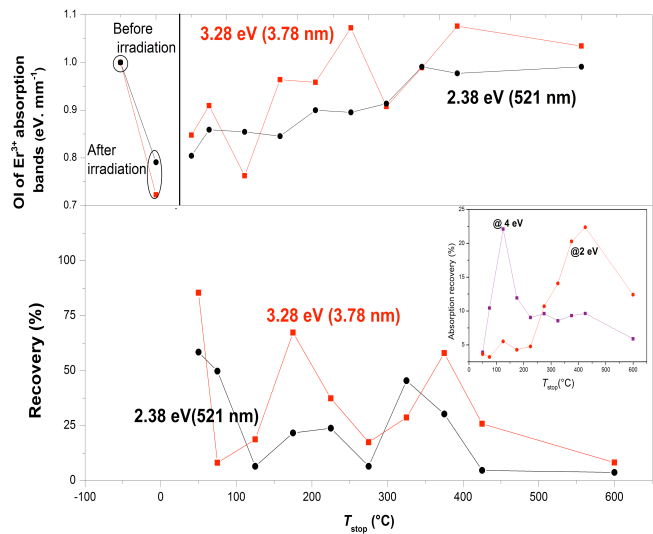 OI of Er3+ absorption
bands (eV. mm-1)
1.1
1.0
0.9
0.8
0.7
Before
irradiation
After
irradiation
3.28 eV (3.78 nm)
2.38 eV (521 nm)
Recovery (%)
100
75
50
25
0
3.28 eV (3.78 nm)
2.38 eV(521 nm)
-100
0
100
200
300
400
500
600
Tstop (°C)
Absorption recovery (%)
25
20
15
10
5
@ 4 eV
@2 eV
0
100
200
300
400
500
600
700
Tstop(°C)